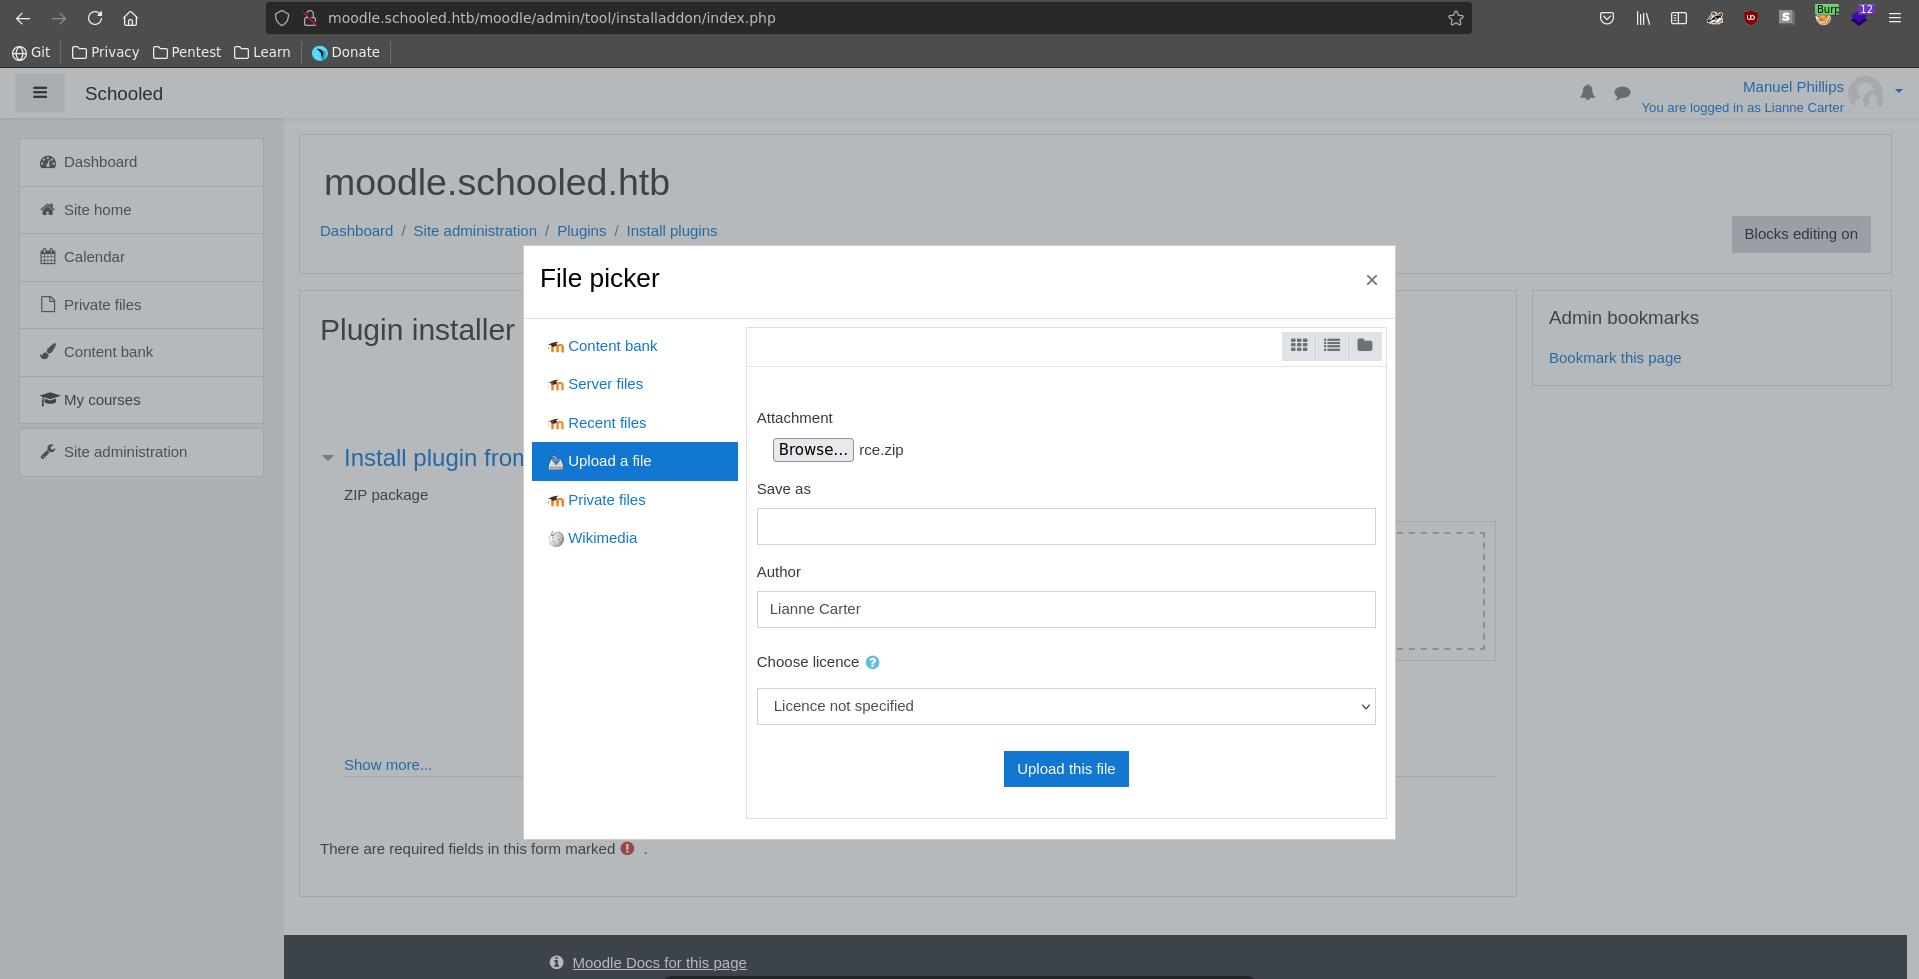 moodle.schooled.htb/moodle/admin/tool/installaddon/index.php
Burp
12
Git
Privacy
Pentest
Learn
Donate
Schooled
Manuel Phillips
You are logged in as Lianne Carter
Dashboard
Site home
Calendar
Private files
Content bank
My courses
Site administration
moodle.schooled.htb
Dashboard / Site administration / Plugins / Install plugins
Blocks editing on
Plugin installer
Install plugin from
ZIP package
Show more...
There are required fields in this form marked .
Admin bookmarks
Bookmark this page
File picker
×
Content bank
Server files
Recent files
Upload a file
Private files
Wikimedia
Attachment
Browse... rce.zip
Save as
Author
Lianne Carter
Choose licence
Licence not specified
Upload this file
Moodle Docs for this page